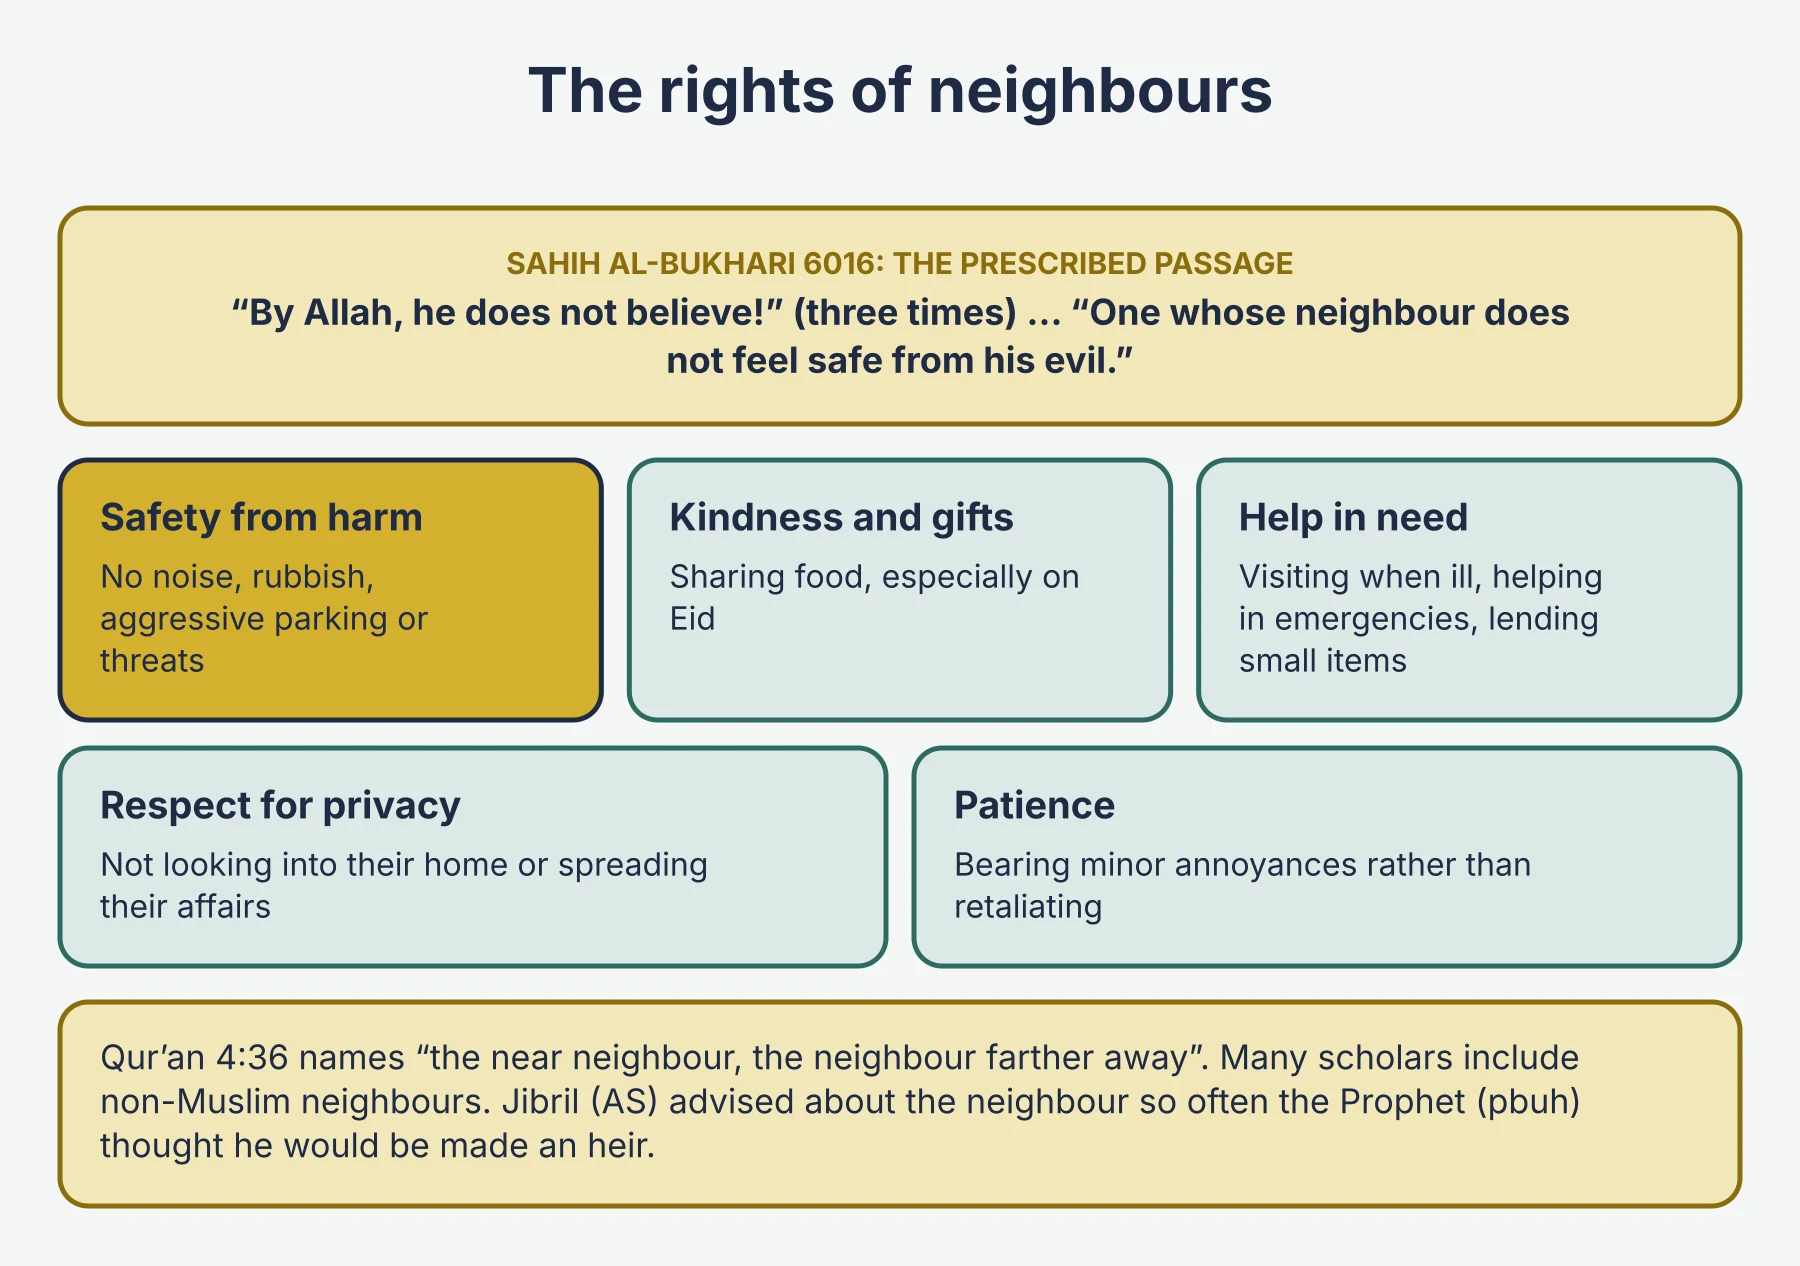 The rights of neighbours
SAHIH AL-BUKHARI 6016: THE PRESCRIBED PASSAGE
“By Allah, he does not believe!” (three times) … “One whose neighbour does
not feel safe from his evil.”
Safety from harm
No noise, rubbish,
aggressive parking or
threats
Kindness and gifts
Sharing food, especially on
Eid
Help in need
Visiting when ill, helping
in emergencies, lending
small items
Respect for privacy
Not looking into their home or spreading
their affairs
Patience
Bearing minor annoyances rather than
retaliating
Qur’an 4:36 names “the near neighbour, the neighbour farther away”. Many scholars include
non-Muslim neighbours. Jibril (AS) advised about the neighbour so often the Prophet (pbuh)
thought he would be made an heir.